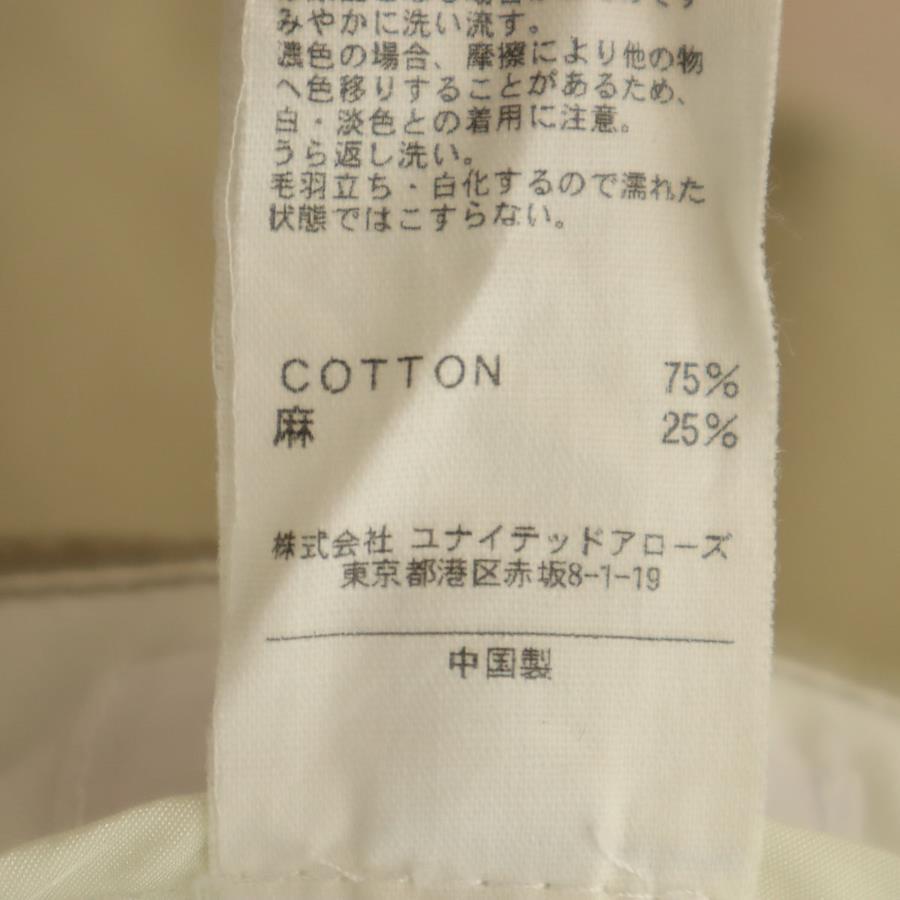 みやかに洗い流す。
濃色の場合、摩擦により他の物
へ色移りすることがあるため、
白・淡色との着用に注意。
うら返し洗い。
毛羽立ち・白化するので濡れた
状態ではこすらない。
COTTON 75%
麻 25%
株式会社 ユナイテッドアローズ
東京都港区赤坂8-1-19
中国製